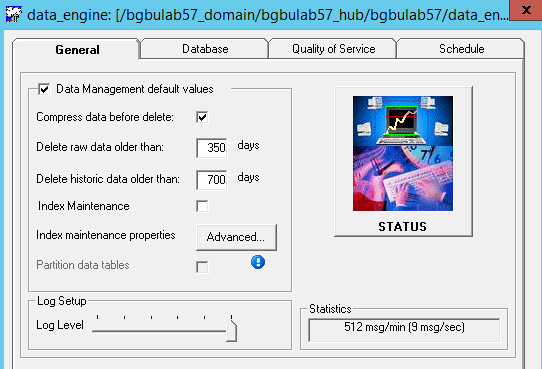 data_engine: [/bgbulab57_domain/bgbulab57_hub/bgbulab57/data_en... x
General Database Quality of Service Schedule
Data Management default values
Compress data before delete:
Delete raw data older than: 350 days
Delete historic data older than: 700 days
Index Maintenance
Index maintenance properties Advanced...
Partition data tables
STATUS
Log Setup
Log Level
Statistics
512 msg/min (9 msg/sec)